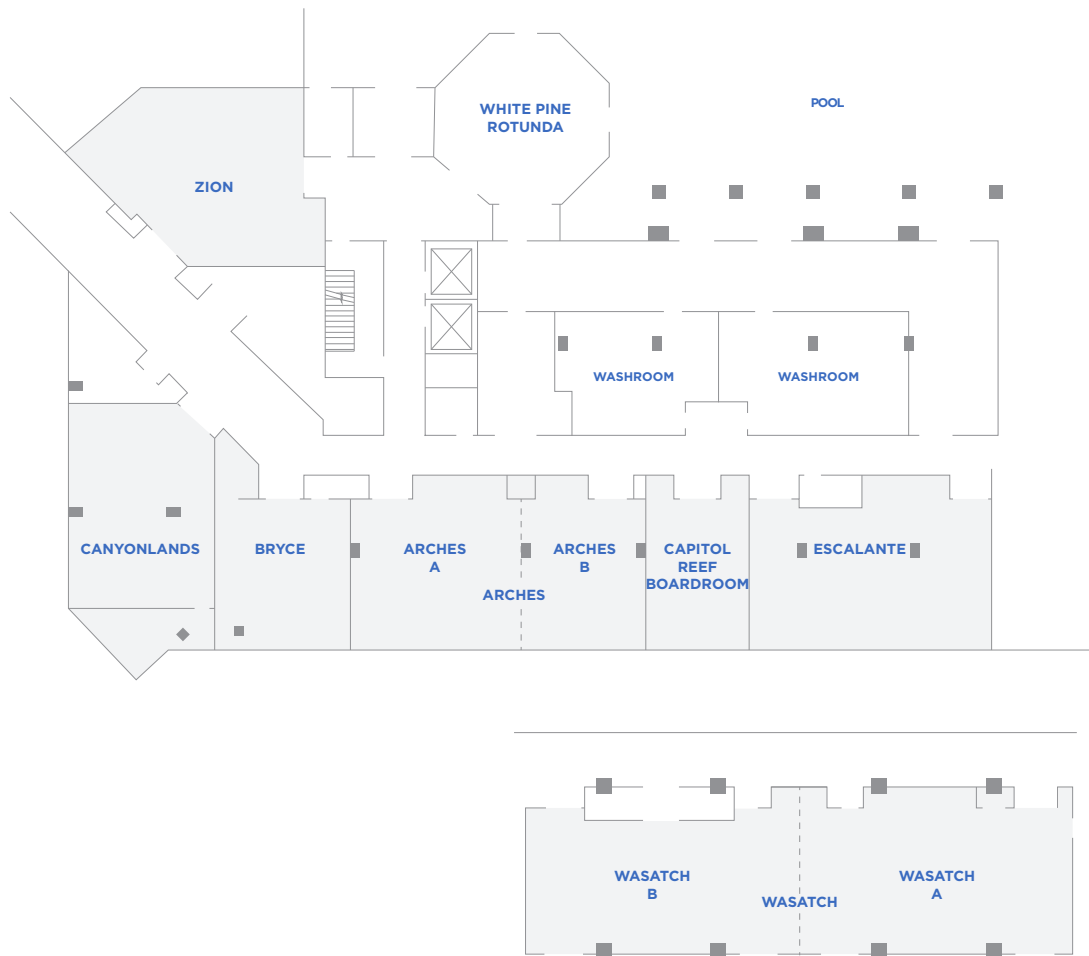 WHITE PINE
ROTUNDA
POOL
ZION
WASHROOM
WASHROOM
CANYONLANDS
BRYCE
ARCHES
A
ARCHES
B
ARCHES
CAPITOL
REEF
BOARDROOM
ESCALANTE
WASATCH
B
WASATCH
A
WASATCH